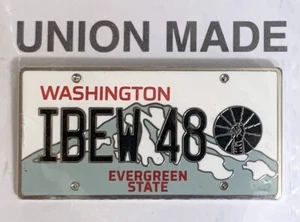 UNION MADE
WASHINGTON
IBEW 48
EVERGREEN
STATE